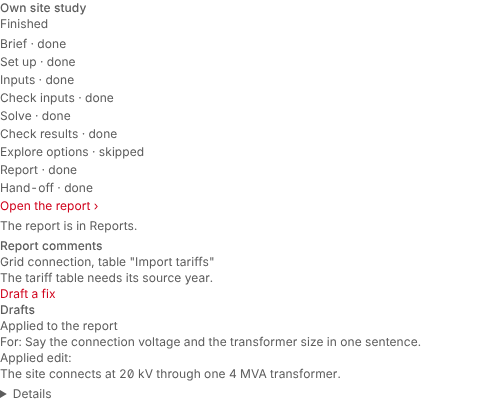 Own site study
Finished
Brief · done
Set up · done
Inputs · done
Check inputs · done
Solve · done
Check results · done
Explore options · skipped
Report · done
Hand-off · done
Open the report ›
The report is in Reports.
Report comments
Grid connection, table "Import tariffs"
The tariff table needs its source year.
Draft a fix
Drafts
Applied to the report
For: Say the connection voltage and the transformer size in one sentence.
Applied edit:
The site connects at 20 kV through one 4 MVA transformer.
Details